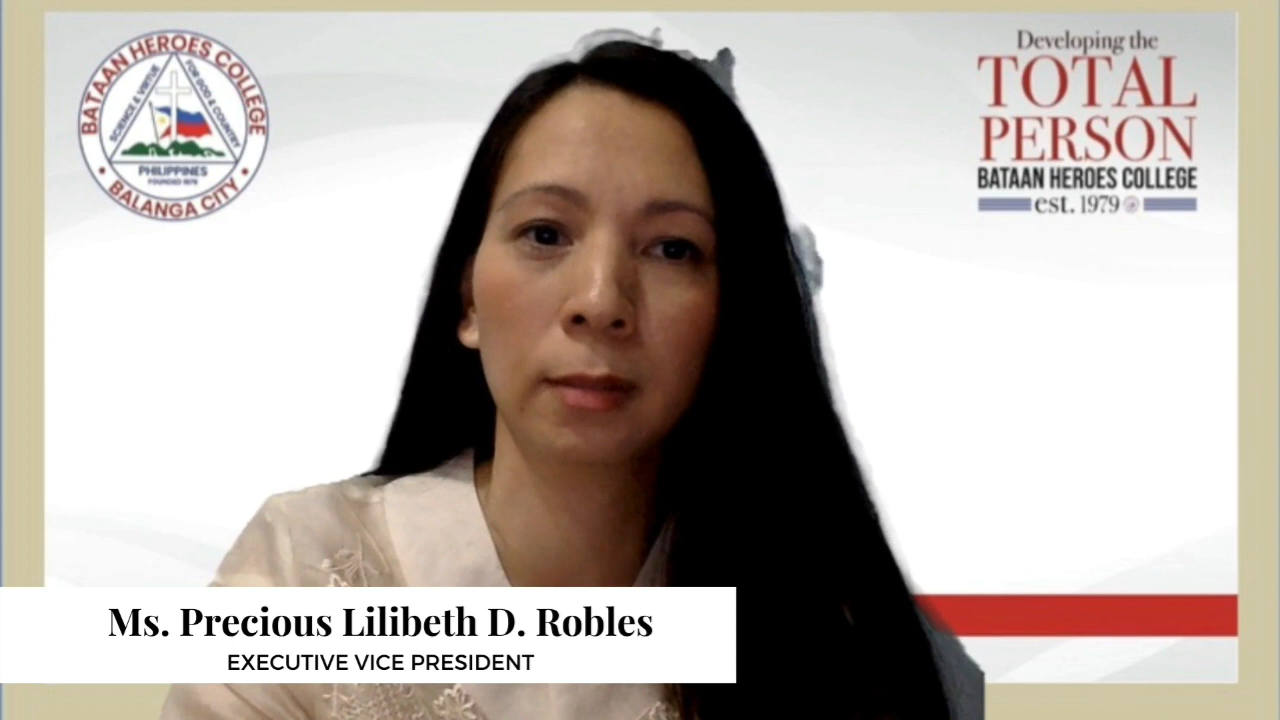 BATAAN HEROES COLLEGE
SCIENCE & VIRTUE
FOR GOD & COUNTRY
PHILIPPINES
BALANGA CITY
Developing the
TOTAL
PERSON
BATAAN HEROES COLLEGE
est. 1979
Ms. Precious Lilibeth D. Robles
EXECUTIVE VICE PRESIDENT